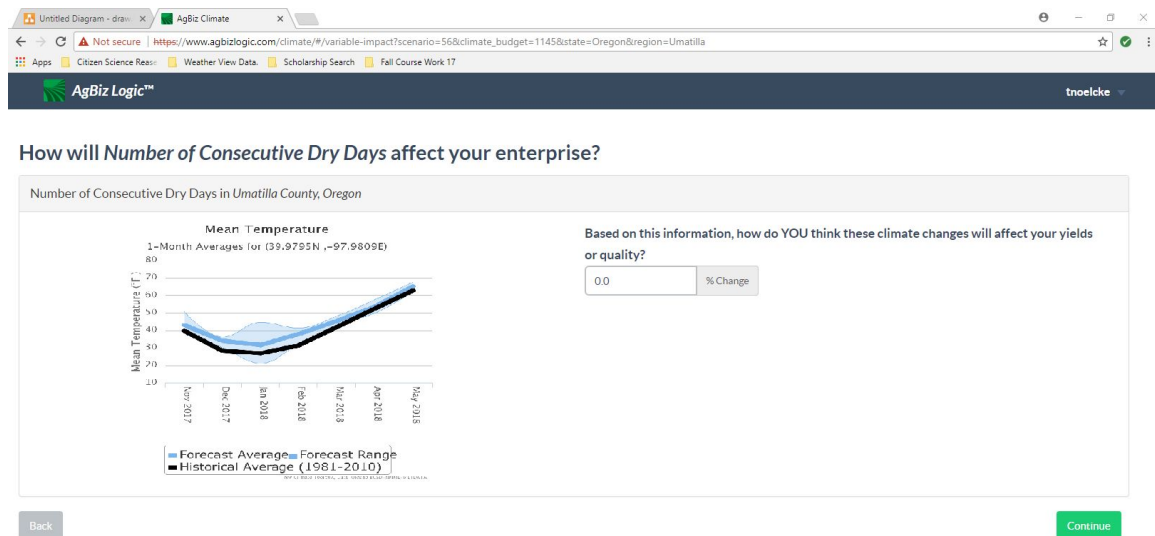 Untitled Diagram - draw
AgBiz Climate
Not secure | https://www.agbizlogic.com/climate/#/variable-impact?scenario=56&climate_budget=1145&state=Oregon&region=Umatilla
Apps Citizen Science Rease Weather View Data. Scholarship Search Fall Course Work 17
AgBiz Logic™ tnoelcke
How will Number of Consecutive Dry Days affect your enterprise?
Number of Consecutive Dry Days in Umatilla County, Oregon
Mean Temperature
1-Month Averages for (39.9795N ,-97.9809E)
Mean Temperature (°F)
80
70
60
50
40
30
20
10
Nov 2017
Dec 2017
Jan 2018
Feb 2018
Mar 2018
Apr 2018
May 2018
Forecast Average Forecast Range
Historical Average (1981-2010)
Based on this information, how do YOU think these climate changes will affect your yields
or quality?
0.0 % Change
Back
Continue